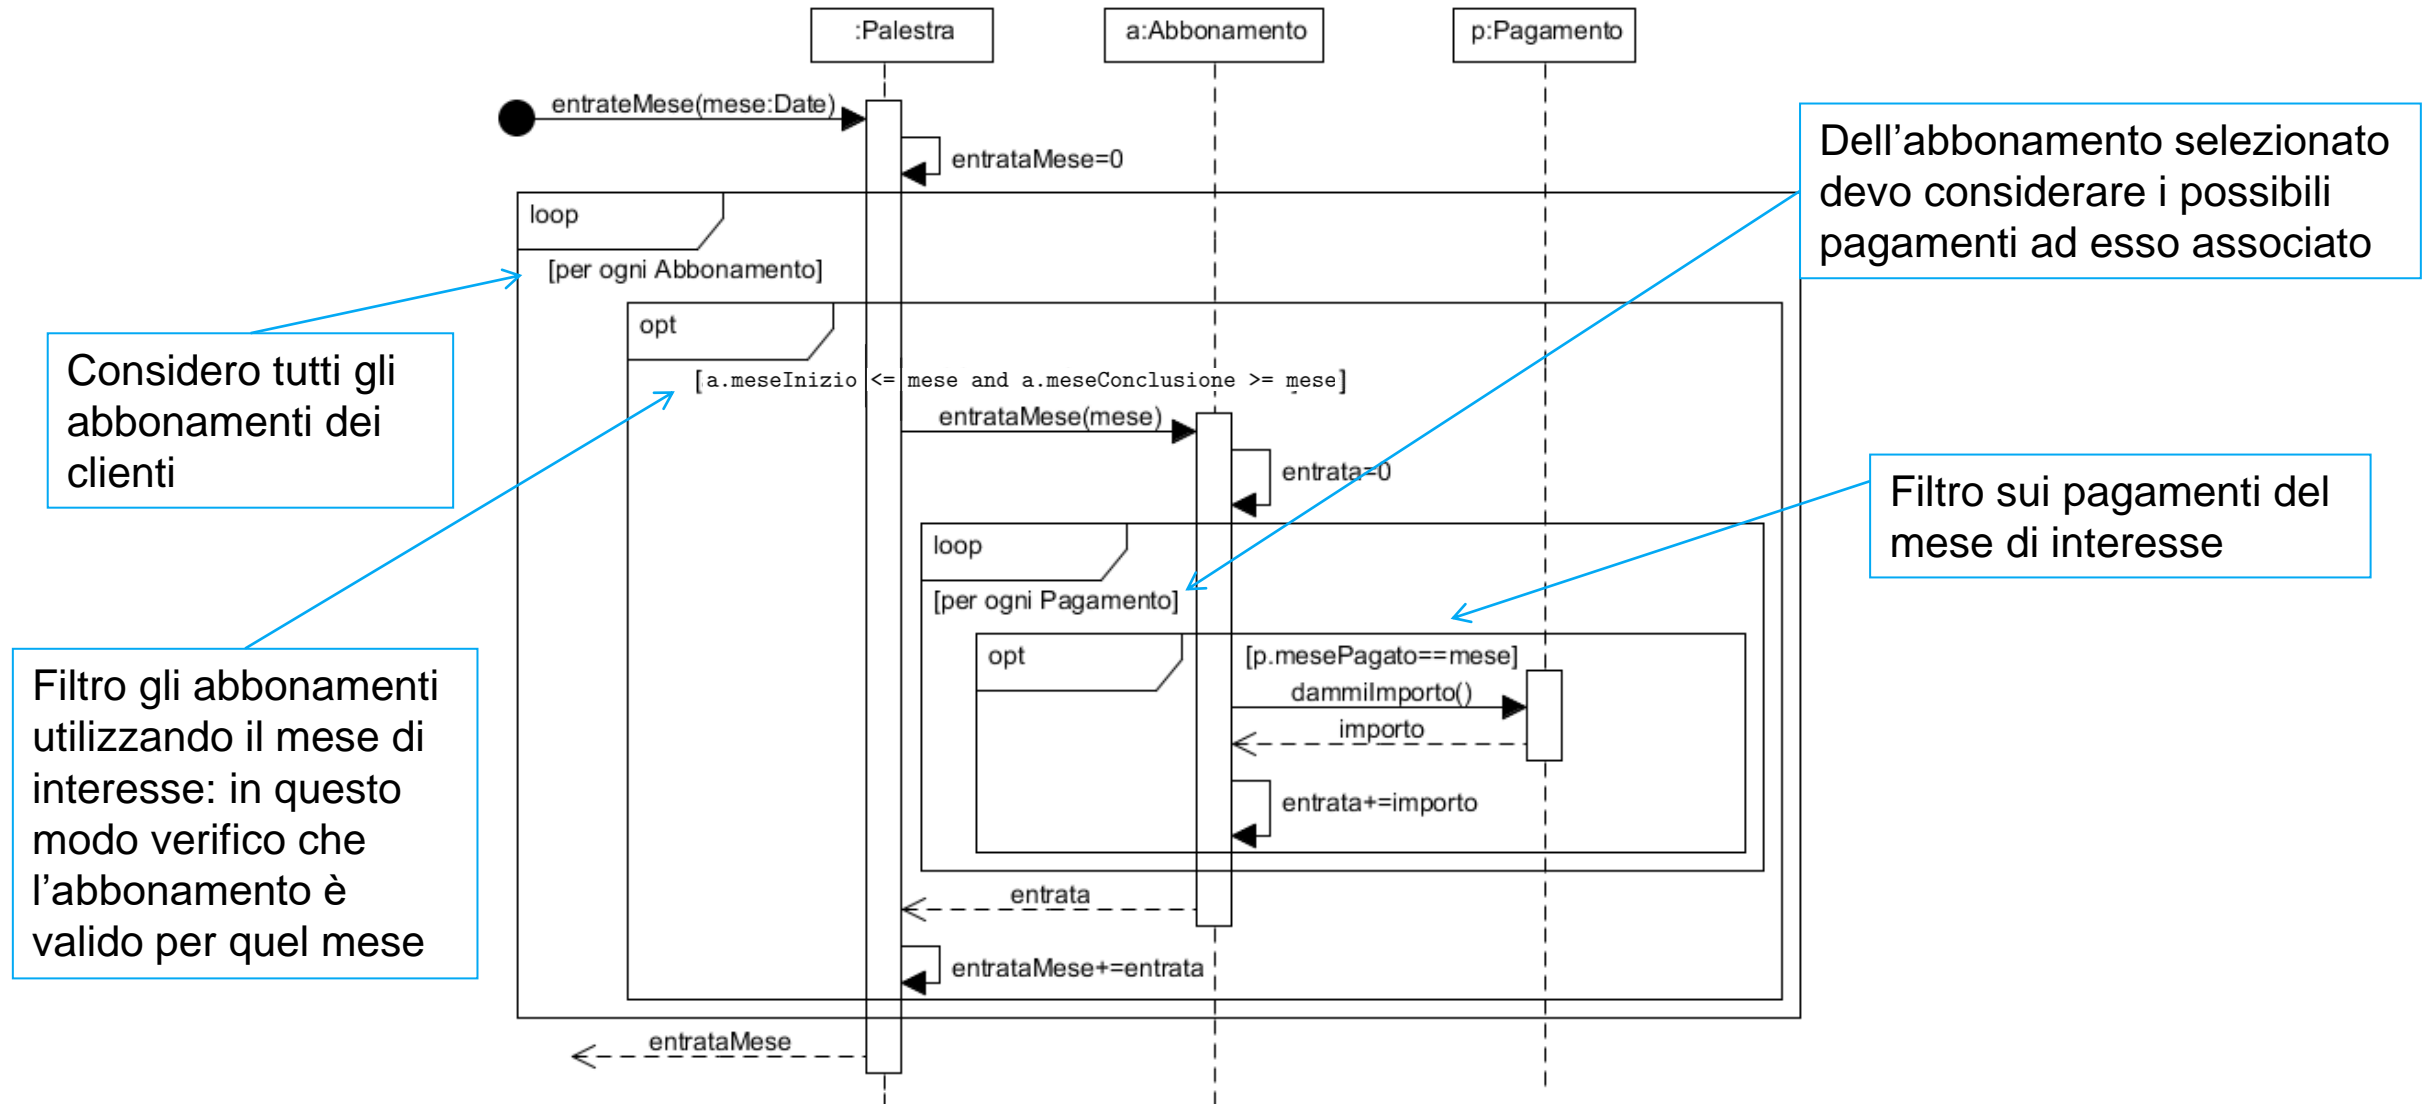 :Palestra
a:Abbonamento
p:Pagamento
entrateMese(mese:Date)
entrataMese=0
Dell’abbonamento selezionato
devo considerare i possibili
pagamenti ad esso associato
loop
[per ogni Abbonamento]
opt
Considero tutti gli
abbonamenti dei
clienti
[a.meseInizio <= mese and a.meseConclusione >= mese]
entrataMese(mese)
entrata=0
Filtro sui pagamenti del
mese di interesse
loop
[per ogni Pagamento]
opt
[p.mesePagato==mese]
dammiImporto()
importo
entrata+=importo
Filtro gli abbonamenti
utilizzando il mese di
interesse: in questo
modo verifico che
l’abbonamento è
valido per quel mese
entrata
entrataMese+=entrata
entrataMese